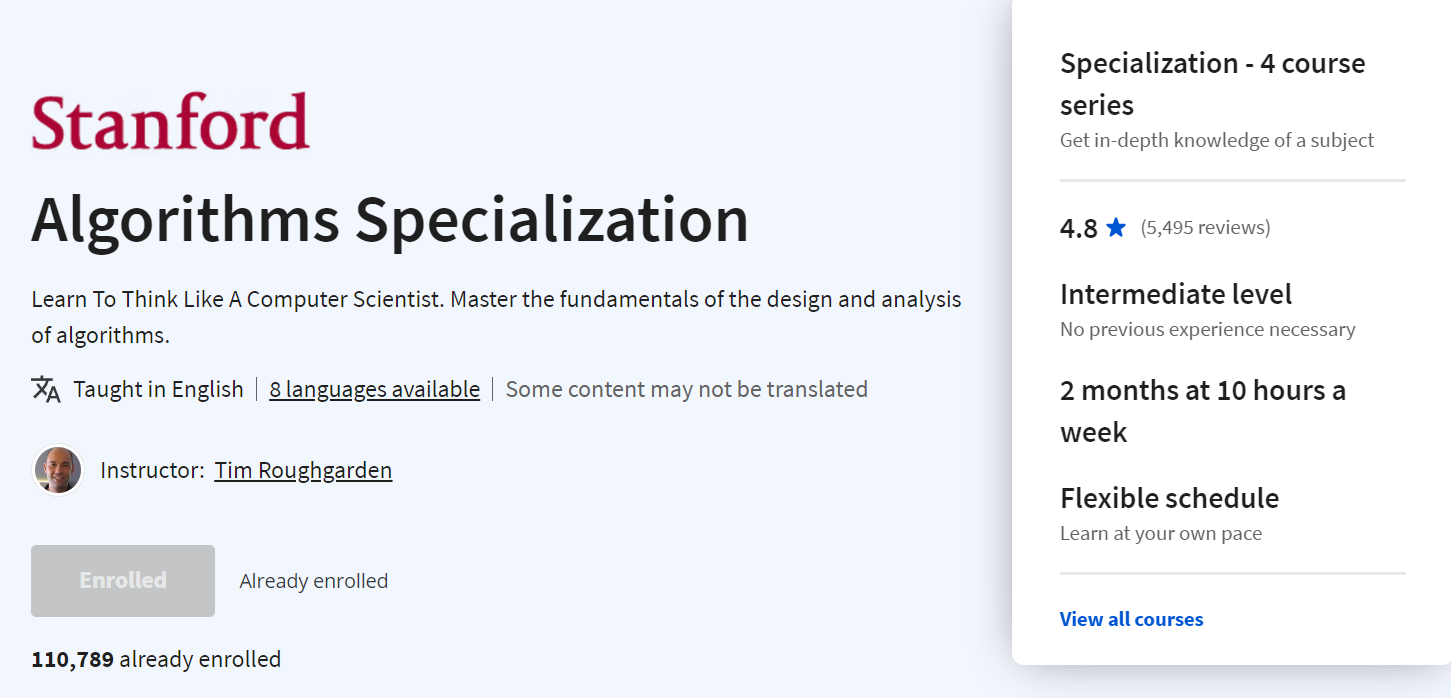 Stanford
Algorithms Specialization
Learn To Think Like A Computer Scientist. Master the fundamentals of the design and analysis
of algorithms.
Taught in English
8 languages available
Some content may not be translated
Instructor: Tim Roughgarden
Enrolled
Already enrolled
110,789 already enrolled
Specialization - 4 course
series
Get in-depth knowledge of a subject
4.8 ★ (5,495 reviews)
Intermediate level
No previous experience necessary
2 months at 10 hours a
week
Flexible schedule
Learn at your own pace
View all courses